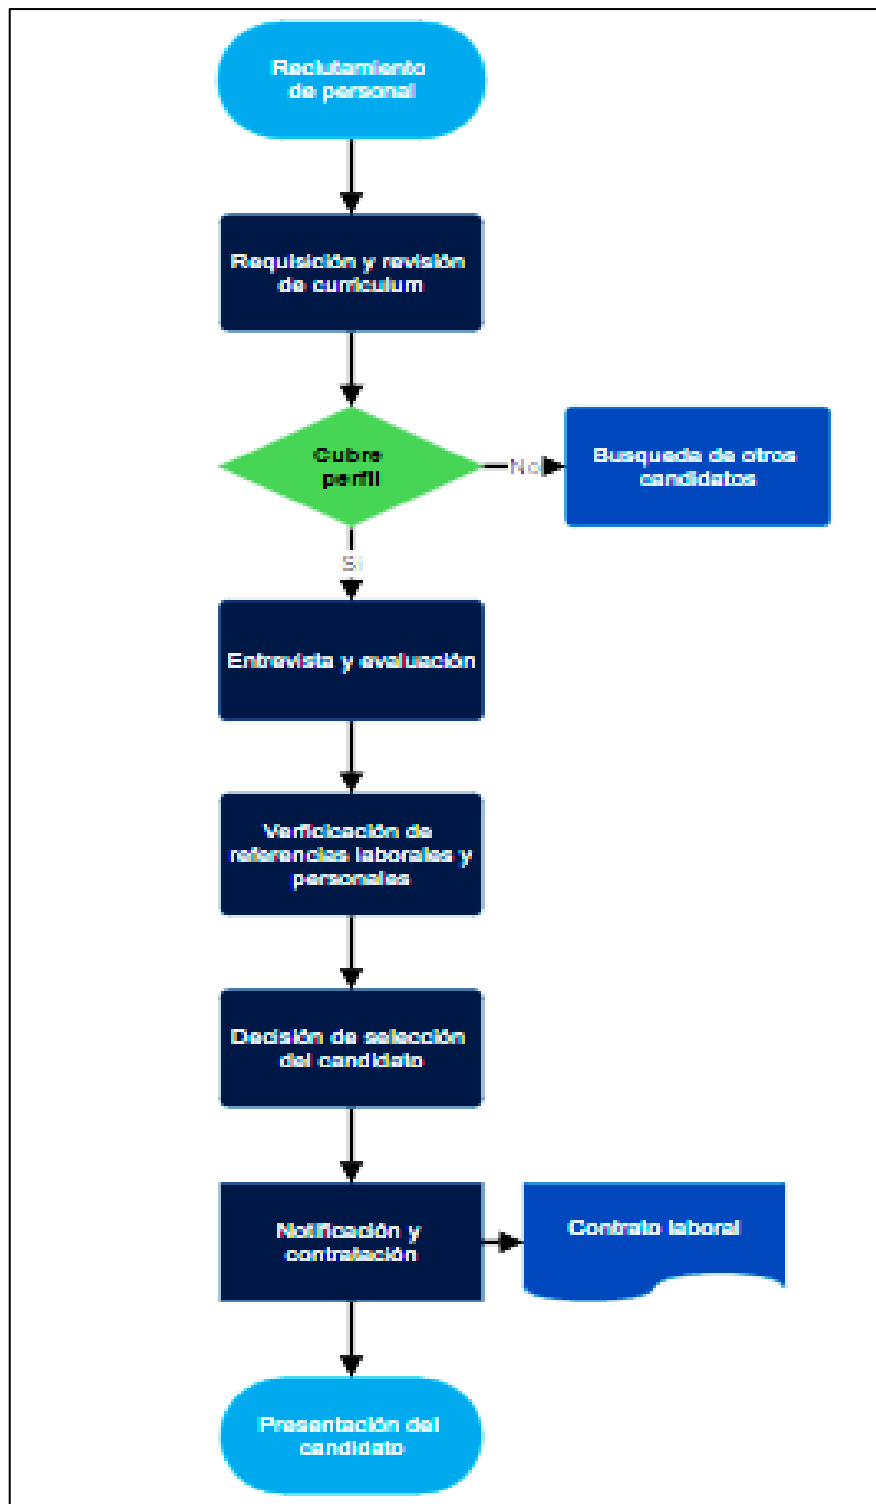 Reclutamiento
de personal
Requisición y revisión
de curriculum
Cubre
perfil
No
Busqueda de otros
candidatos
Si
Entrevista y evaluación
Verficicación de
referencias laborales y
personales
Decisión de selección
del candidato
Notificación y
contratación
Contrato laboral
Presentación del
candidato